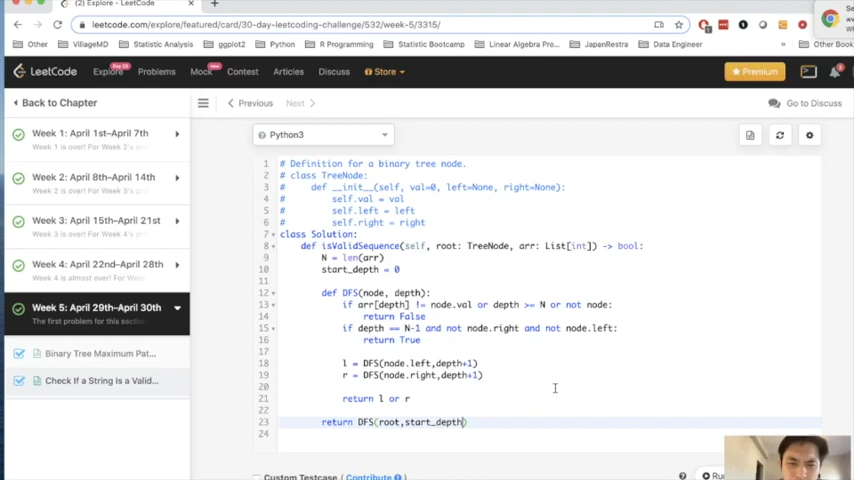 (2) Explore - LeetCode
leetcode.com/explore/featured/card/30-day-leetcoding-challenge/532/week-5/3315/
Other VillageMD Statistical Analysis ggplot2 Python R Programming Statistical Bootcamp Linear Algebra Pro... JapanRestra Data Engineer Other Book
LeetCode Explore Problems Mock new Contest Articles Discuss Store Premium
Back to Chapter
Previous Next Go to Discuss
Week 1: April 1st–April 7th
Week 1 is over! For Week 2's prob
Week 2: April 8th–April 14th
Week 2 is over! For Week 3's prob
Week 3: April 15th–April 21st
Week 3 is over! For Week 4's prob
Week 4: April 22nd–April 28th
Week 4 is almost over! For Week 5
Week 5: April 29th–April 30th
The first problem for this section
Binary Tree Maximum Pat...
Check If a String Is a Valid...
Python3
1 # Definition for a binary tree node.
2 # class TreeNode:
3 #     def __init__(self, val=0, left=None, right=None):
4 #         self.val = val
5 #         self.left = left
6 #         self.right = right
7 class Solution:
8     def isValidSequence(self, root: TreeNode, arr: List[int]) -> bool:
9         N = len(arr)
10         start_depth = 0
11
12         def DFS(node, depth):
13             if arr[depth] != node.val or depth >= N or not node:
14                 return False
15             if depth == N-1 and not node.right and not node.left:
16                 return True
17
18             l = DFS(node.left,depth+1)
19             r = DFS(node.right,depth+1)
20
21             return l or r
22
23         return DFS(root,start_depth)
24
Custom Testcase ( Contribute )
Run